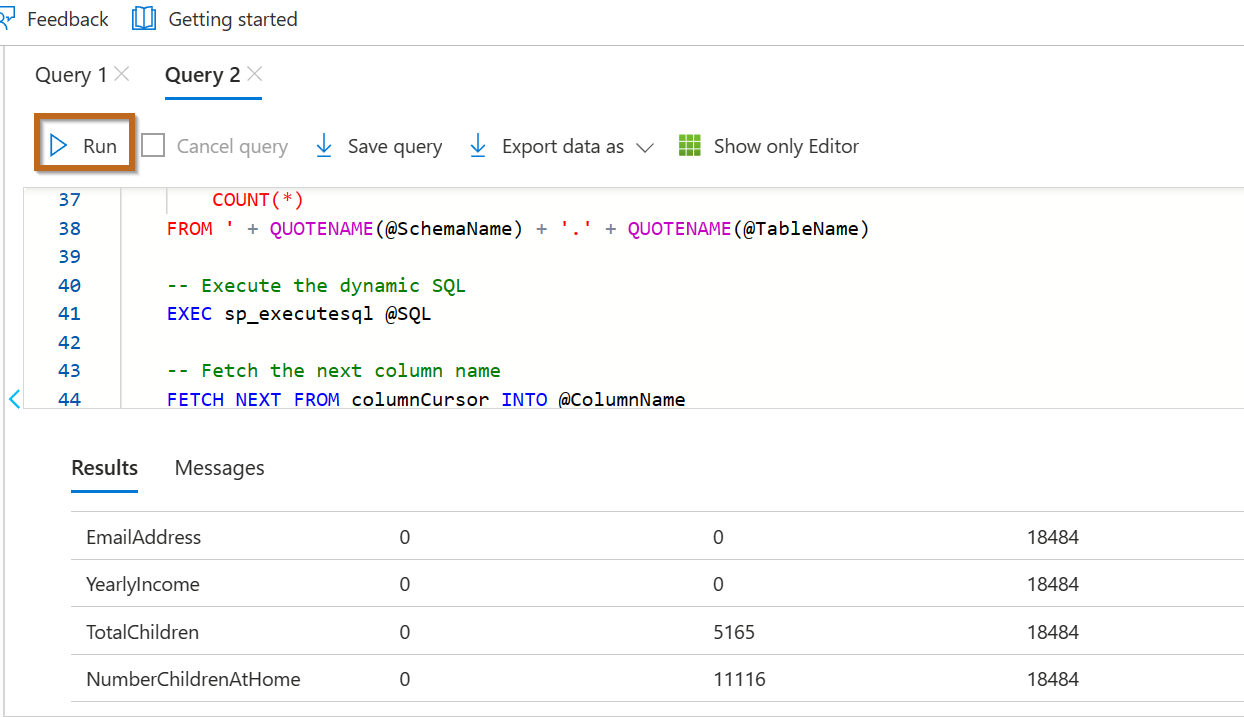 Feedback Getting started
Query 1 Query 2
Run Cancel query Save query Export data as Show only Editor
37 COUNT(*)
38 FROM ' + QUOTENAME(@SchemaName) + '.' + QUOTENAME(@TableName)
39
40 -- Execute the dynamic SQL
41 EXEC sp_executesql @SQL
42
43 -- Fetch the next column name
44 FETCH NEXT FROM columnCursor INTO @ColumnName
Results Messages
EmailAddress 0 0 18484
YearlyIncome 0 0 18484
TotalChildren 0 5165 18484
NumberChildrenAtHome 0 11116 18484